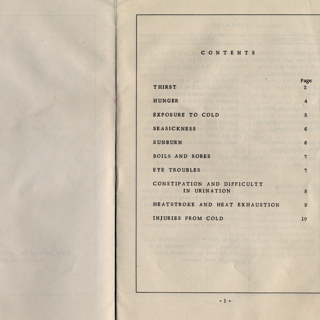 CONTENTS
Page
THIRST 2
HUNGER 4
EXPOSURE TO COLD 5
SEASICKNESS 6
SUNBURN 6
BOILS AND SORES 7
EYE TROUBLES 7
CONSTIPATION AND DIFFICULTY
IN URINATION 8
HEATSTROKE AND HEAT EXHAUSTION 9
INJURIES FROM COLD 10
- 1 -